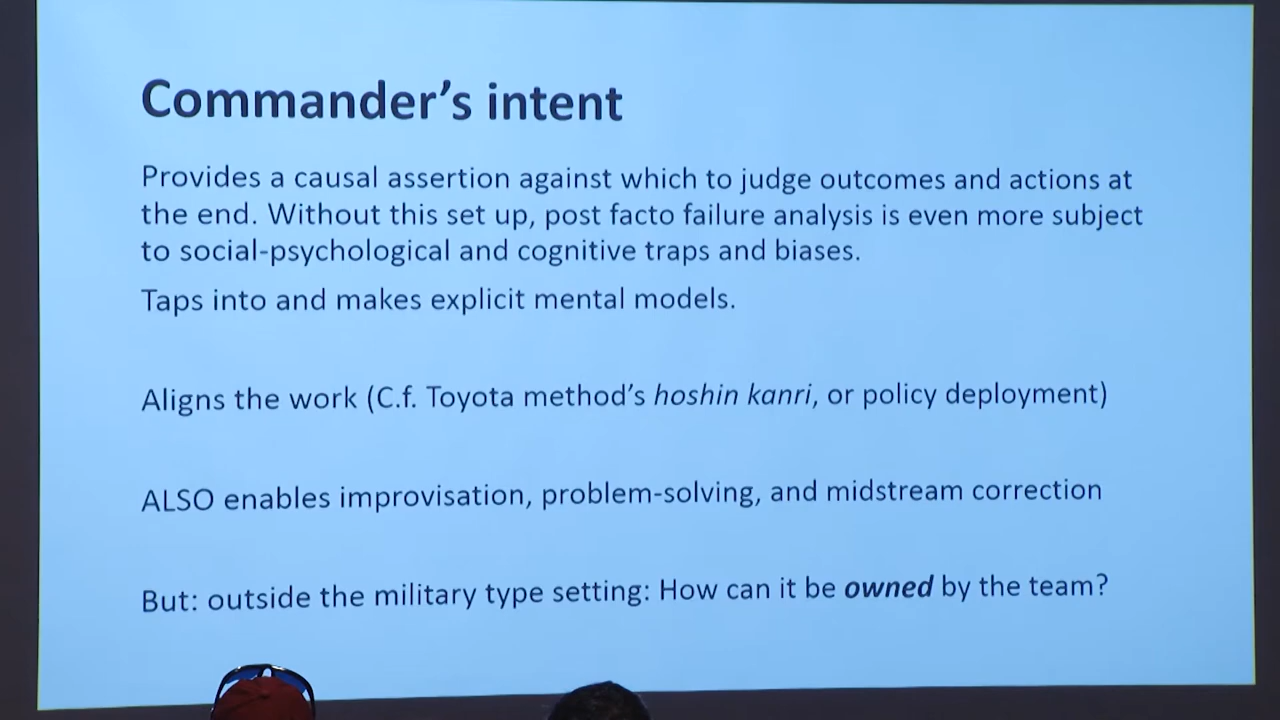 Commander’s intent
Provides a causal assertion against which to judge outcomes and actions at
the end. Without this set up, post facto failure analysis is even more subject
to social-psychological and cognitive traps and biases.
Taps into and makes explicit mental models.
Aligns the work (C.f. Toyota method’s hoshin kanri, or policy deployment)
ALSO enables improvisation, problem-solving, and midstream correction
But: outside the military type setting: How can it be owned by the team?